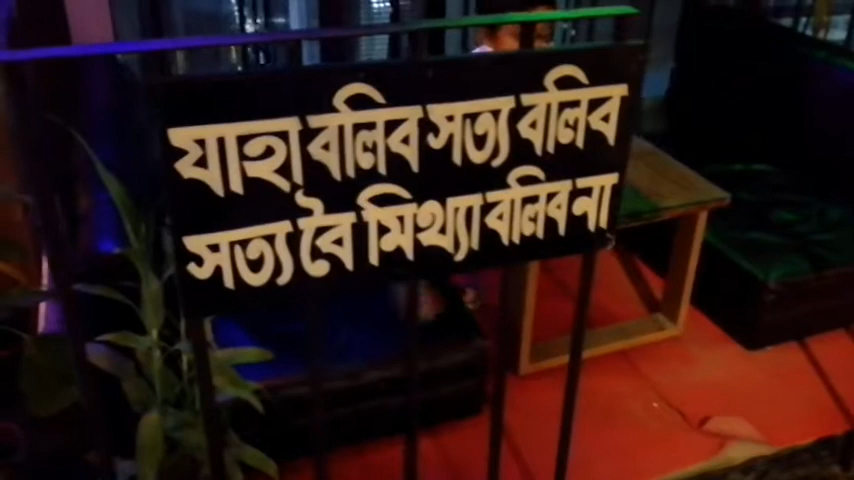 যাহা বলিব সত্য বলিব
সত্য বৈ মিথ্যা বলিব না